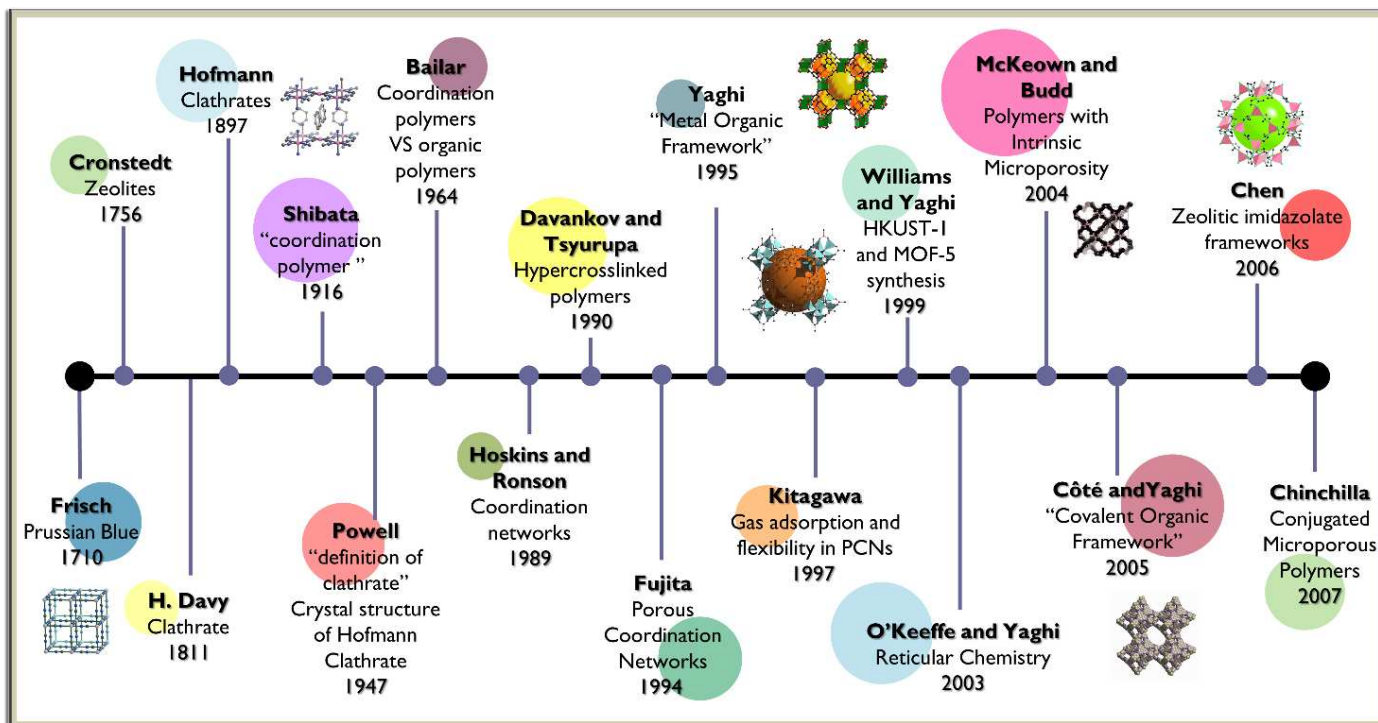 Frisch
Prussian Blue
1710
Cronstedt
Zeolites
1756
H. Davy
Clathrate
1811
Hofmann
Clathrates
1897
Shibata
“coordination
polymer ”
1916
Powell
“definition of
clathrate”
Crystal structure
of Hofmann
Clathrate
1947
Bailar
Coordination
polymers
VS organic
polymers
1964
Hoskins and
Ronson
Coordination
networks
1989
Davankov and
Tsyurupa
Hypercrosslinked
polymers
1990
Fujita
Porous
Coordination
Networks
1994
Yaghi
“Metal Organic
Framework”
1995
Kitagawa
Gas adsorption and
flexibility in PCNs
1997
Williams
and Yaghi
HKUST-1
and MOF-5
synthesis
1999
O’Keeffe and Yaghi
Reticular Chemistry
2003
McKeown and
Budd
Polymers with
Intrinsic
Microporosity
2004
Côté andYaghi
“Covalent Organic
Framework”
2005
Chen
Zeolitic imidazolate
frameworks
2006
Chinchilla
Conjugated
Microporous
Polymers
2007